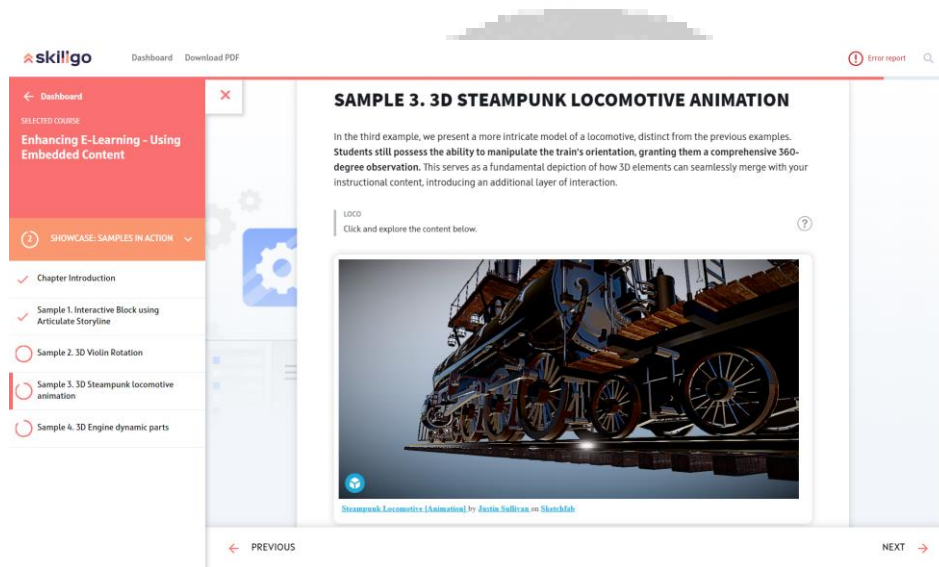 skillgo
Dashboard Download PDF
Error report
Dashboard
SELECTED COURSE
Enhancing E-Learning - Using
Embedded Content
2 SHOWCASE: SAMPLES IN ACTION
Chapter Introduction
Sample 1. Interactive Block using
Articulate Storyline
Sample 2. 3D Violin Rotation
Sample 3. 3D Steampunk locomotive
animation
Sample 4. 3D Engine dynamic parts
SAMPLE 3. 3D STEAMPUNK LOCOMOTIVE ANIMATION
In the third example, we present a more intricate model of a locomotive, distinct from the previous examples.
Students still possess the ability to manipulate the train's orientation, granting them a comprehensive 360-
degree observation. This serves as a fundamental depiction of how 3D elements can seamlessly merge with your
instructional content, introducing an additional layer of interaction.
LOCO
Click and explore the content below.
?
Steampunk Locomotive [Animation] by Justin Sullivan on Sketchfab
PREVIOUS
NEXT